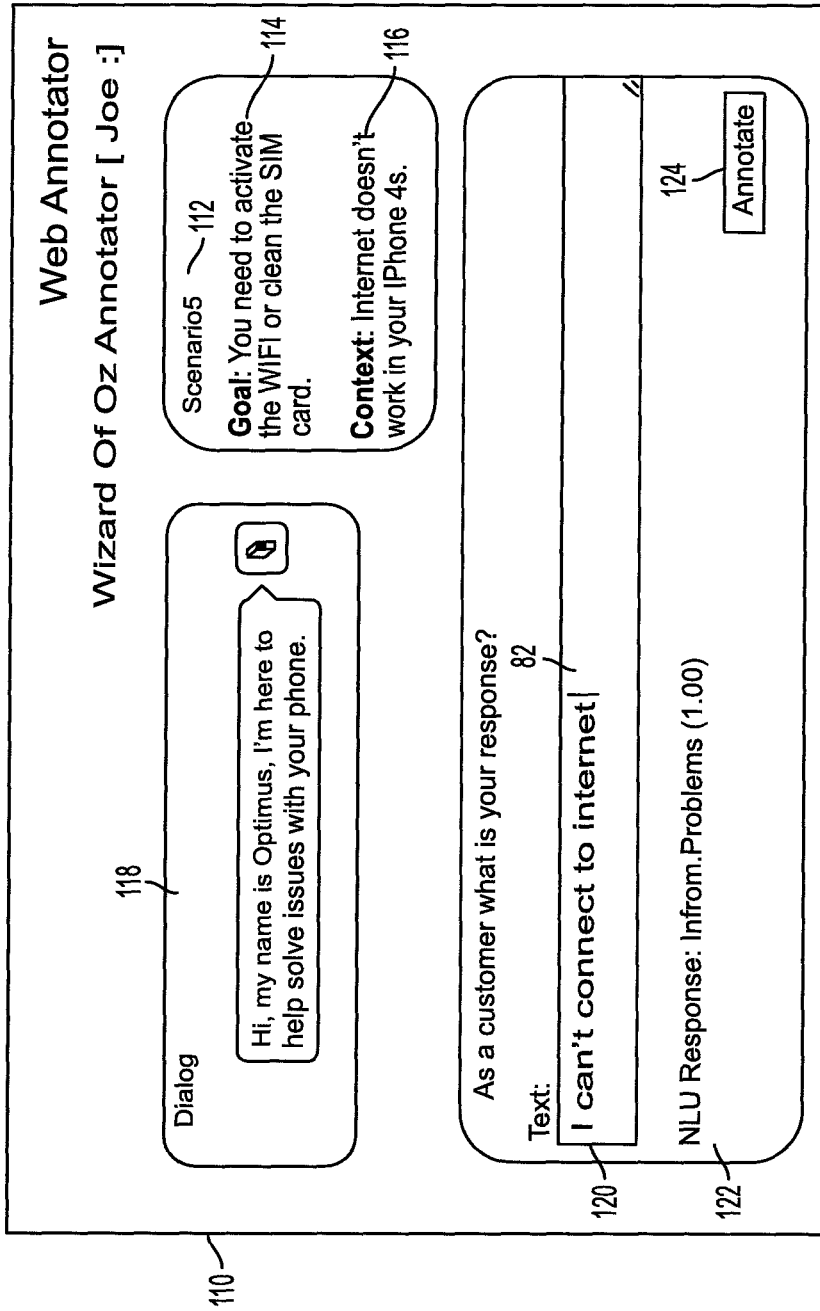 Web Annotator
Wizard Of Oz Annotator [ Joe :]
110
118
Dialog
Hi, my name is Optimus, I'm here to
help solve issues with your phone.
Scenario5
112
Goal: You need to activate
the WIFI or clean the SIM
card.
114
Context: Internet doesn't
work in your IPhone 4s.
116
As a customer what is your response?
Text:
82
I can't connect to internet
120
NLU Response: Infrom.Problems (1.00)
122
124
Annotate